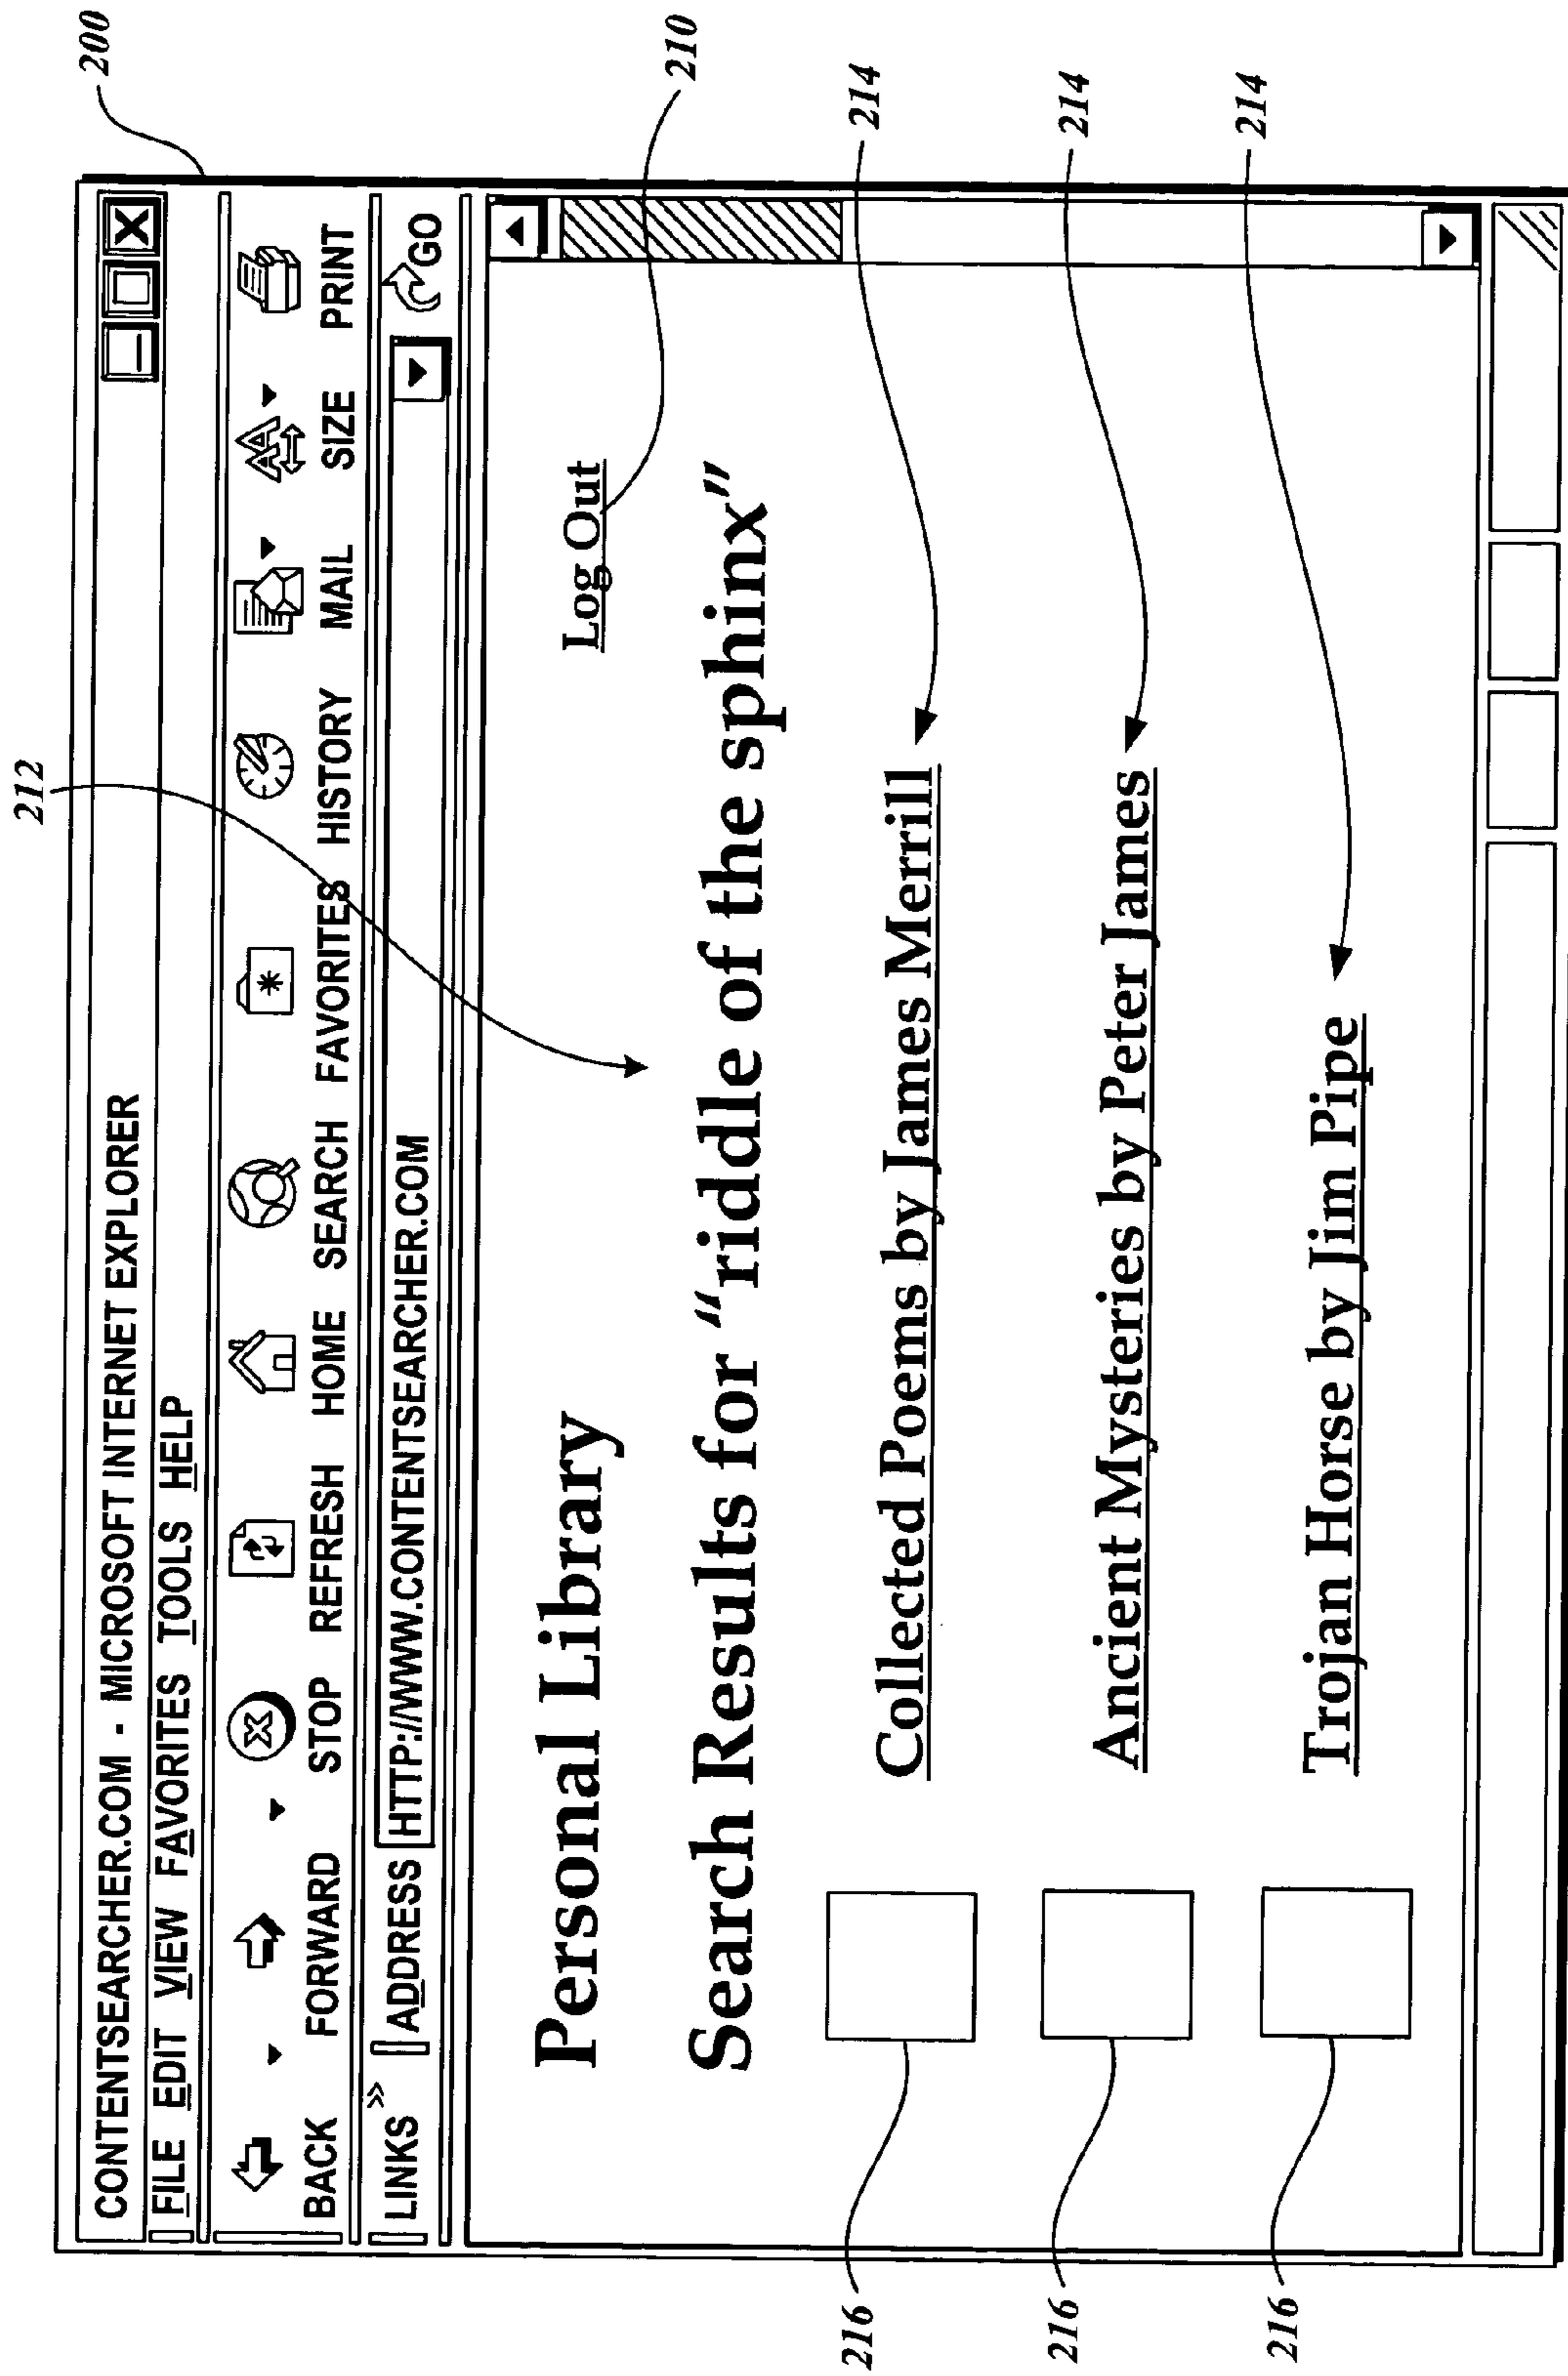 212
200
CONTENTSEARCHER.COM - MICROSOFT INTERNET EXPLORER
FILE EDIT VIEW FAVORITES TOOLS HELP
BACK FORWARD STOP REFRESH HOME SEARCH FAVORITES HISTORY MAIL SIZE PRINT
LINKS » ADDRESS HTTP://WWW.CONTENTSEARCHER.COM GO
Personal Library Log Out
210
Search Results for “riddle of the sphinx”
216 Collected Poems by James Merrill 214
216 Ancient Mysteries by Peter James 214
216 Trojan Horse by Jim Pipe 214